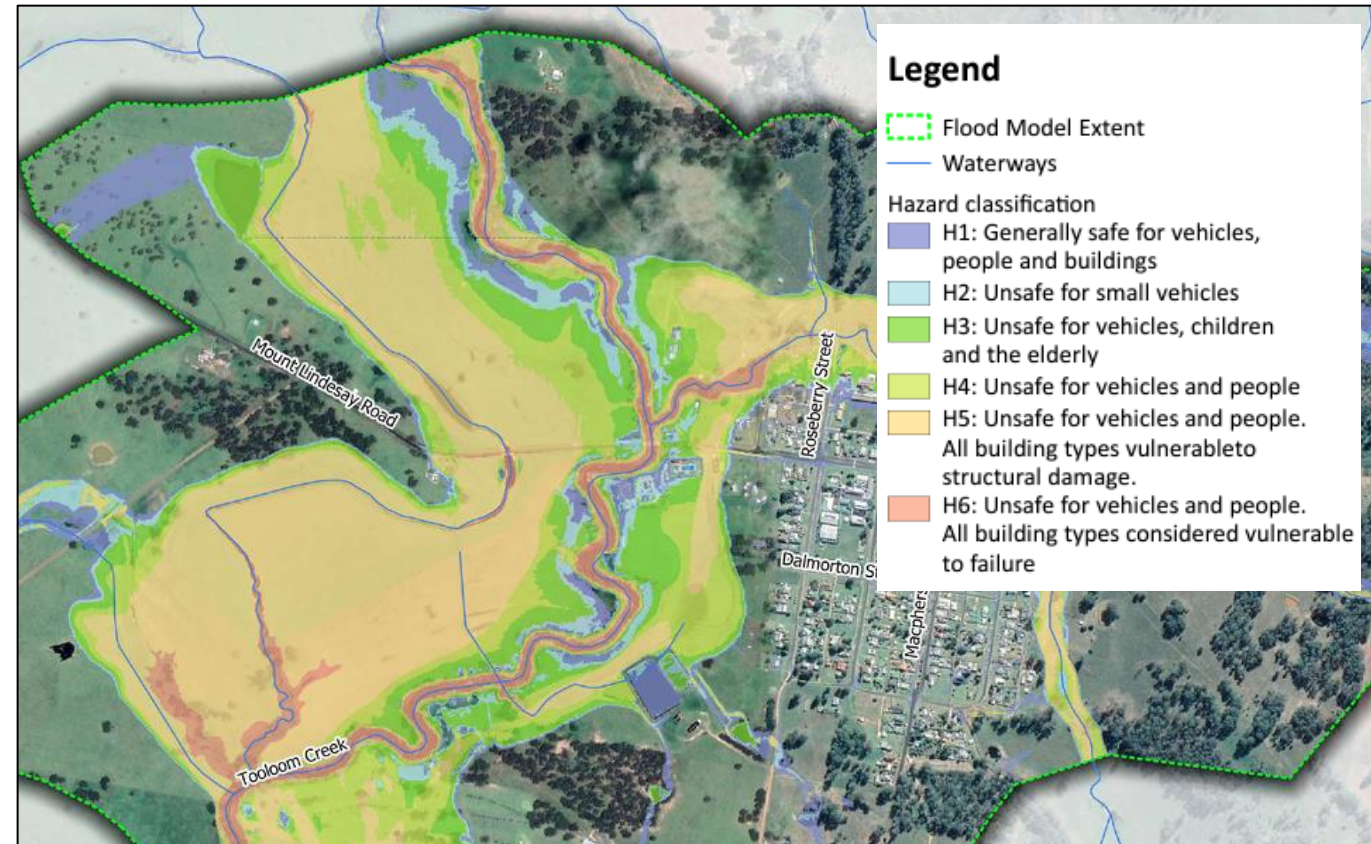 Legend
Flood Model Extent
Waterways
Hazard classification
H1: Generally safe for vehicles,
people and buildings
H2: Unsafe for small vehicles
H3: Unsafe for vehicles, children
and the elderly
H4: Unsafe for vehicles and people
H5: Unsafe for vehicles and people.
All building types vulnerableto
structural damage.
H6: Unsafe for vehicles and people.
All building types considered vulnerable
to failure
Mount Lindesay Road
Roseberry Street
Dalmorton S
Macphers
Tooloom Creek